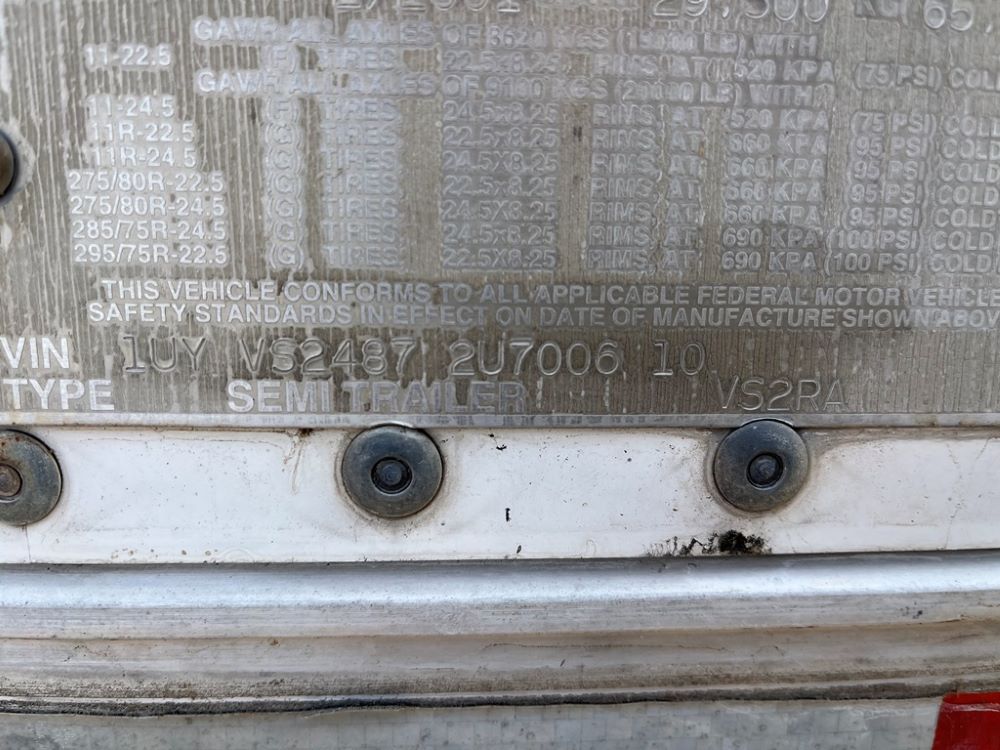 29,500 KG 65,
GAWR ALL AXLES OF 8620 KGS LB) WITH
11-22.5 TIRES 22.5x8.25 RIMS, AT 520 KPA (75 PSI) COLD
GAWR ALL AXLES OF LB) WITH
11-24.5 TIRES 24.5X8.25 RIMS, AT 520 KPA (75 PSI) COLD
11R-22.5 (G) TIRES 22.5x8.25 RIMS, AT 660 KPA (95 PSI) COLD
11R-24.5 (G) TIRES 24.5X8.25 RIMS, AT 660 KPA (95 PSI) COLD
275/80R-22.5 (G) TIRES 22.5x8.25 RIMS, AT 660 KPA (95 PSI) COLD
275/80R-24.5 (G) TIRES 24.5X8.25 RIMS, AT 660 KPA PSI) COLD
285/75R-24.5 (G) TIRES 24.5x8.25 RIMS, AT 690 KPA (100 PSI) COLD
295/75R-22.5 (G) TIRES 22.5X8.25 RIMS, AT 690 KPA (100 PSI) COLD
THIS VEHICLE CONFORMS TO ALL APPLICABLE FEDERAL MOTOR VEHICLE
SAFETY STANDARDS IN EFFECT ON DATE OF MANUFACTURE SHOWN ABOV
VIN 1UY VS2487 2U7006 10
TYPE SEMI TRAILER VS2RA